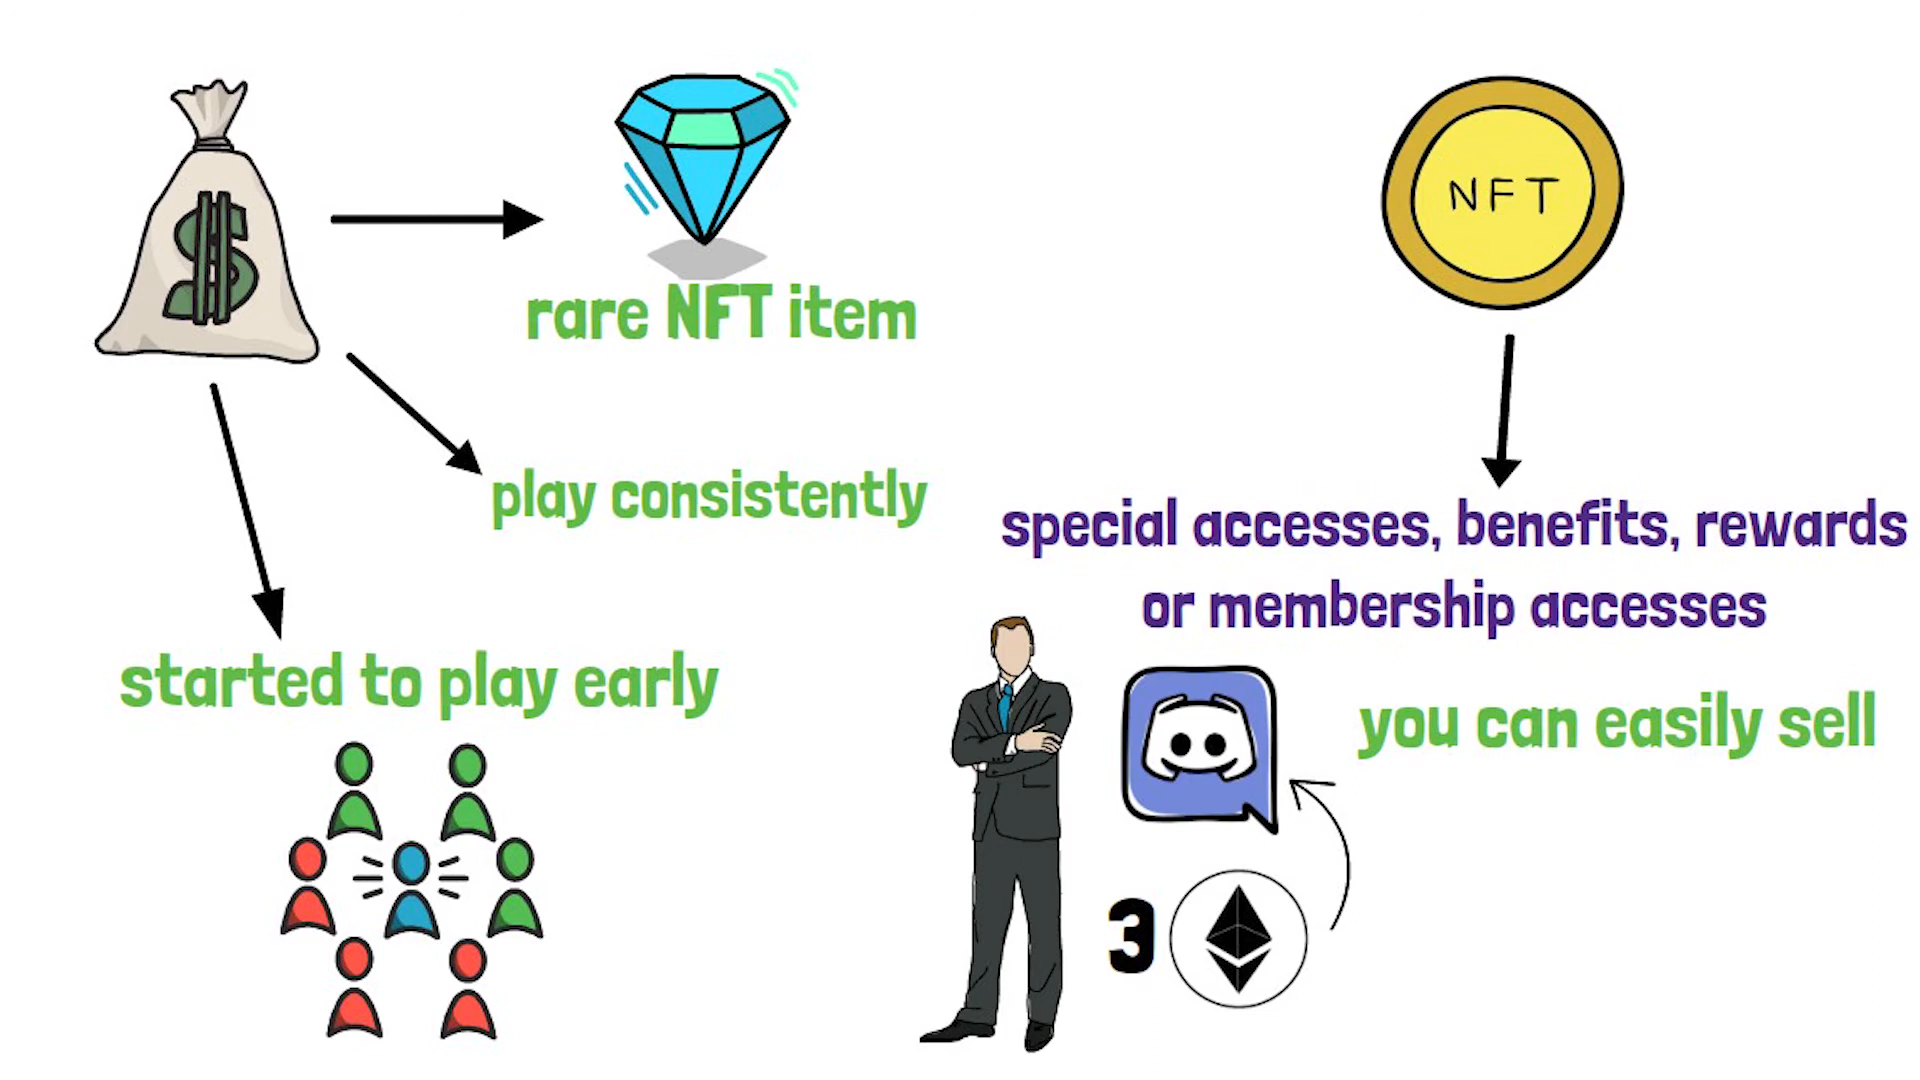 $
rare NFT item
play consistently
started to play early
NFT
special accesses, benefits, rewards
or membership accesses
you can easily sell
3